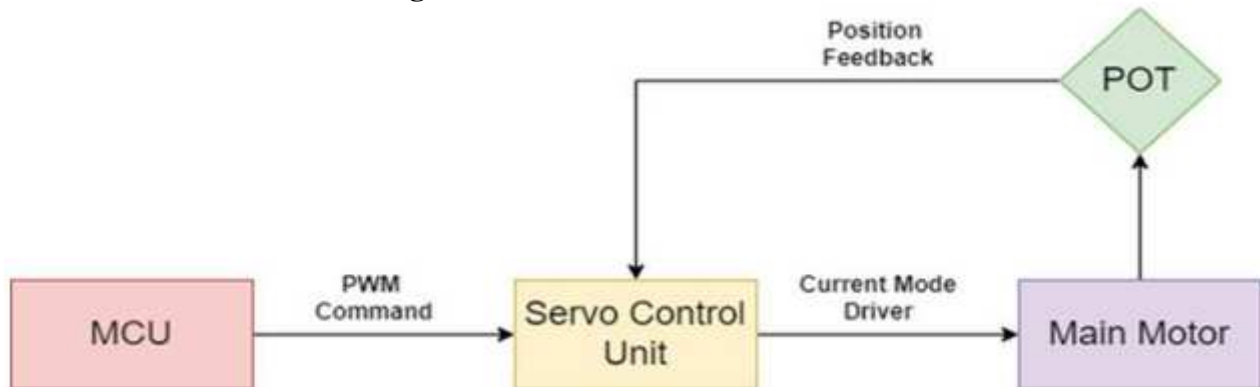 Position
Feedback
POT
PWM
Command
Current Mode
Driver
MCU
Servo Control
Unit
Main Motor